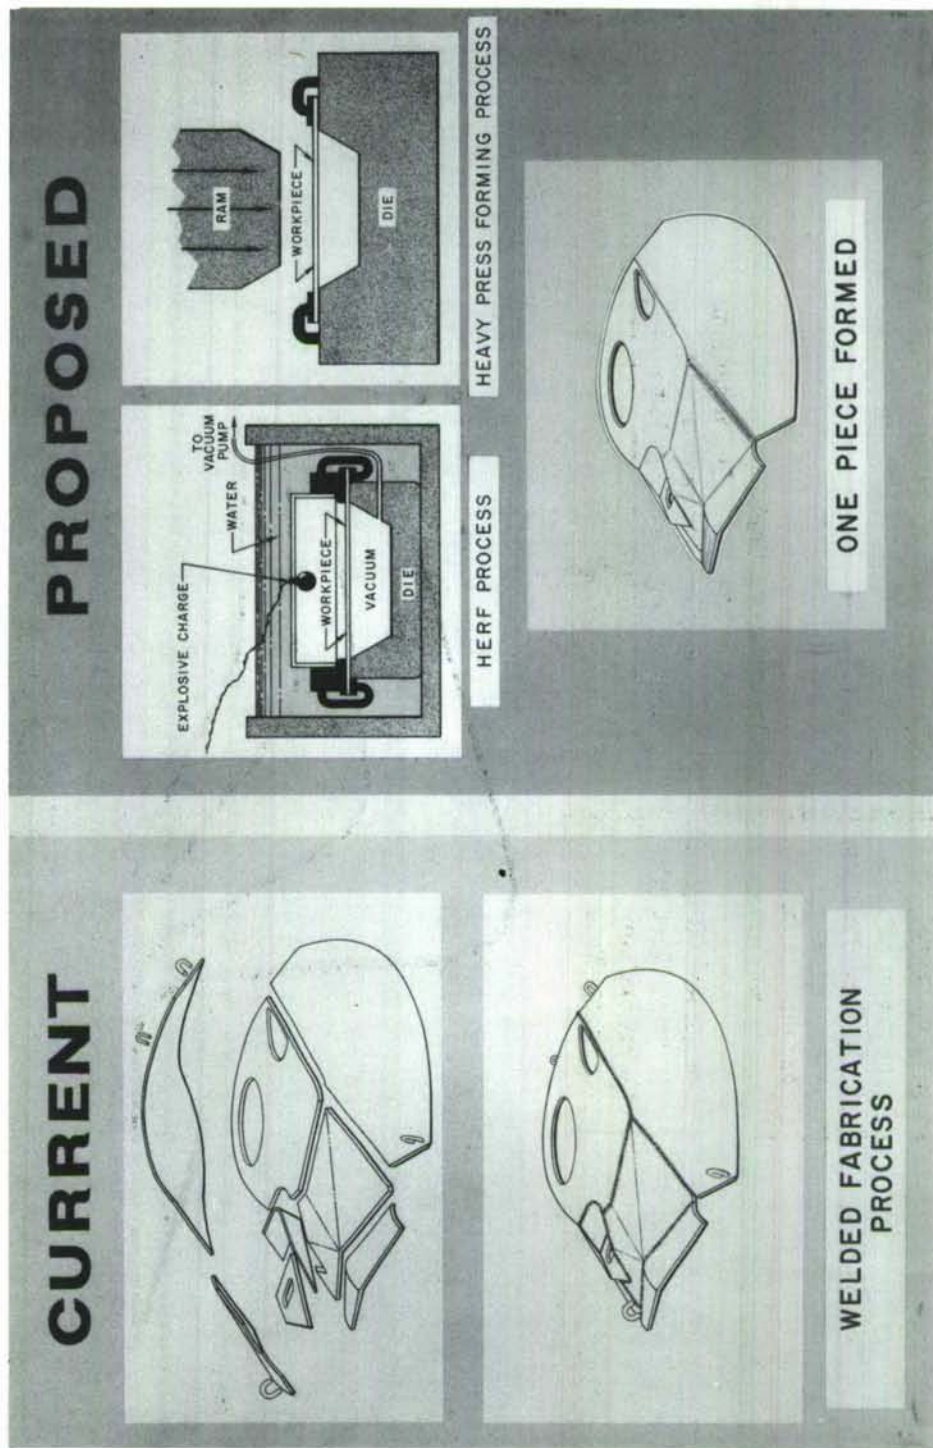 CURRENT
WELDED FABRICATION
PROCESS
PROPOSED
EXPLOSIVE CHARGE
WATER
TO
VACUUM
PUMP
WORKPIECE
VACUUM
DIE
HERF PROCESS
RAM
WORKPIECE
DIE
HEAVY PRESS FORMING PROCESS
ONE PIECE FORMED